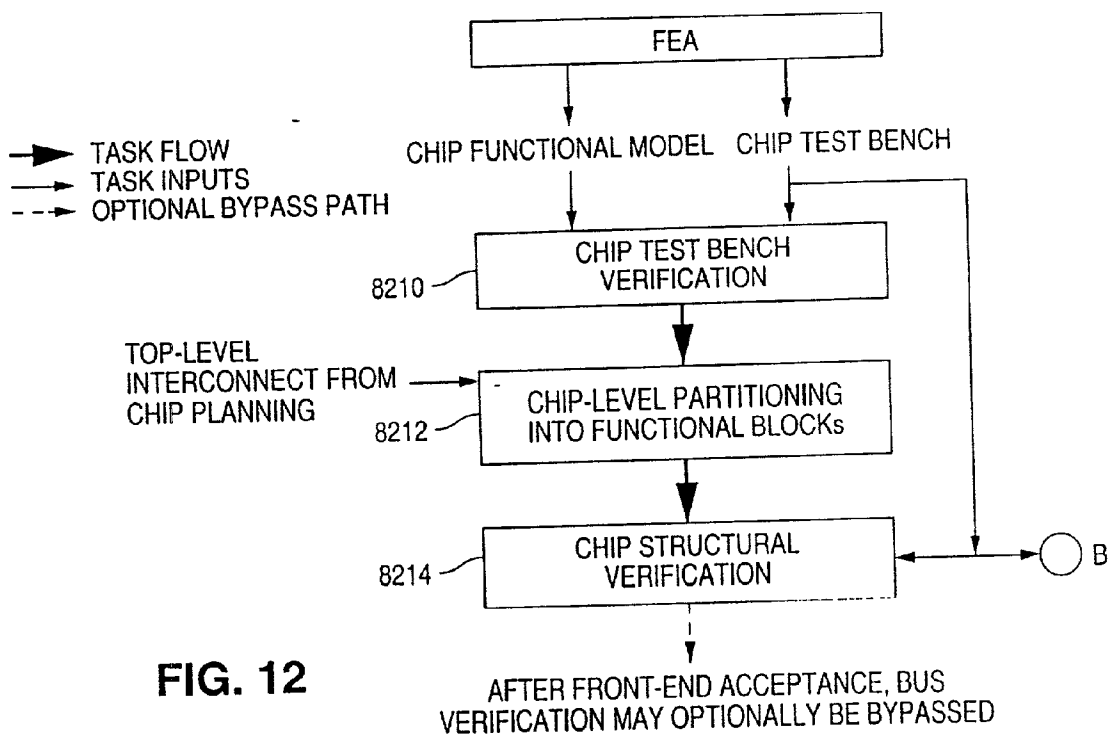 FEA
CHIP FUNCTIONAL MODEL
CHIP TEST BENCH
TASK FLOW
TASK INPUTS
OPTIONAL BYPASS PATH
CHIP TEST BENCH
VERIFICATION
8210
TOP-LEVEL
INTERCONNECT FROM
CHIP PLANNING
CHIP-LEVEL PARTITIONING
INTO FUNCTIONAL BLOCKs
8212
CHIP STRUCTURAL
VERIFICATION
8214
B
AFTER FRONT-END ACCEPTANCE, BUS
VERIFICATION MAY OPTIONALLY BE BYPASSED
FIG. 12